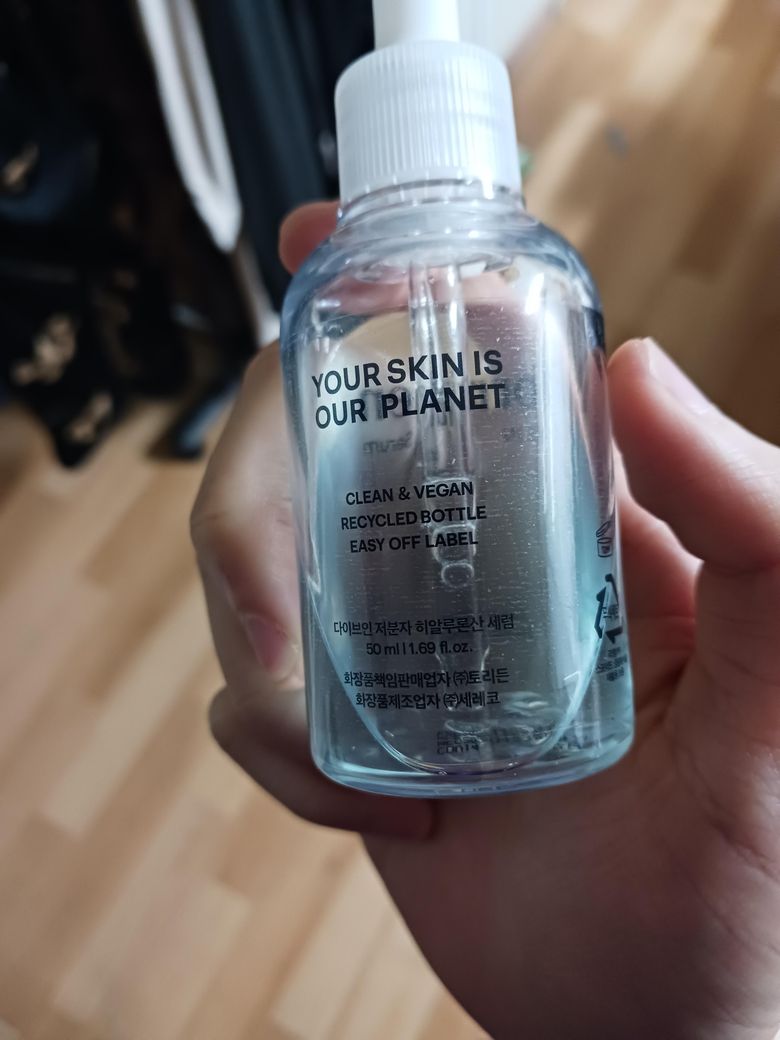 YOUR SKIN IS
OUR PLANET
CLEAN & VEGAN
RECYCLED BOTTLE
EASY OFF LABEL
다이브인 저분자 히알루론산 세럼
50 ml | 1.69 fl. oz.
화장품책임판매업자 ㈜토리든
화장품제조업자 ㈜세레코